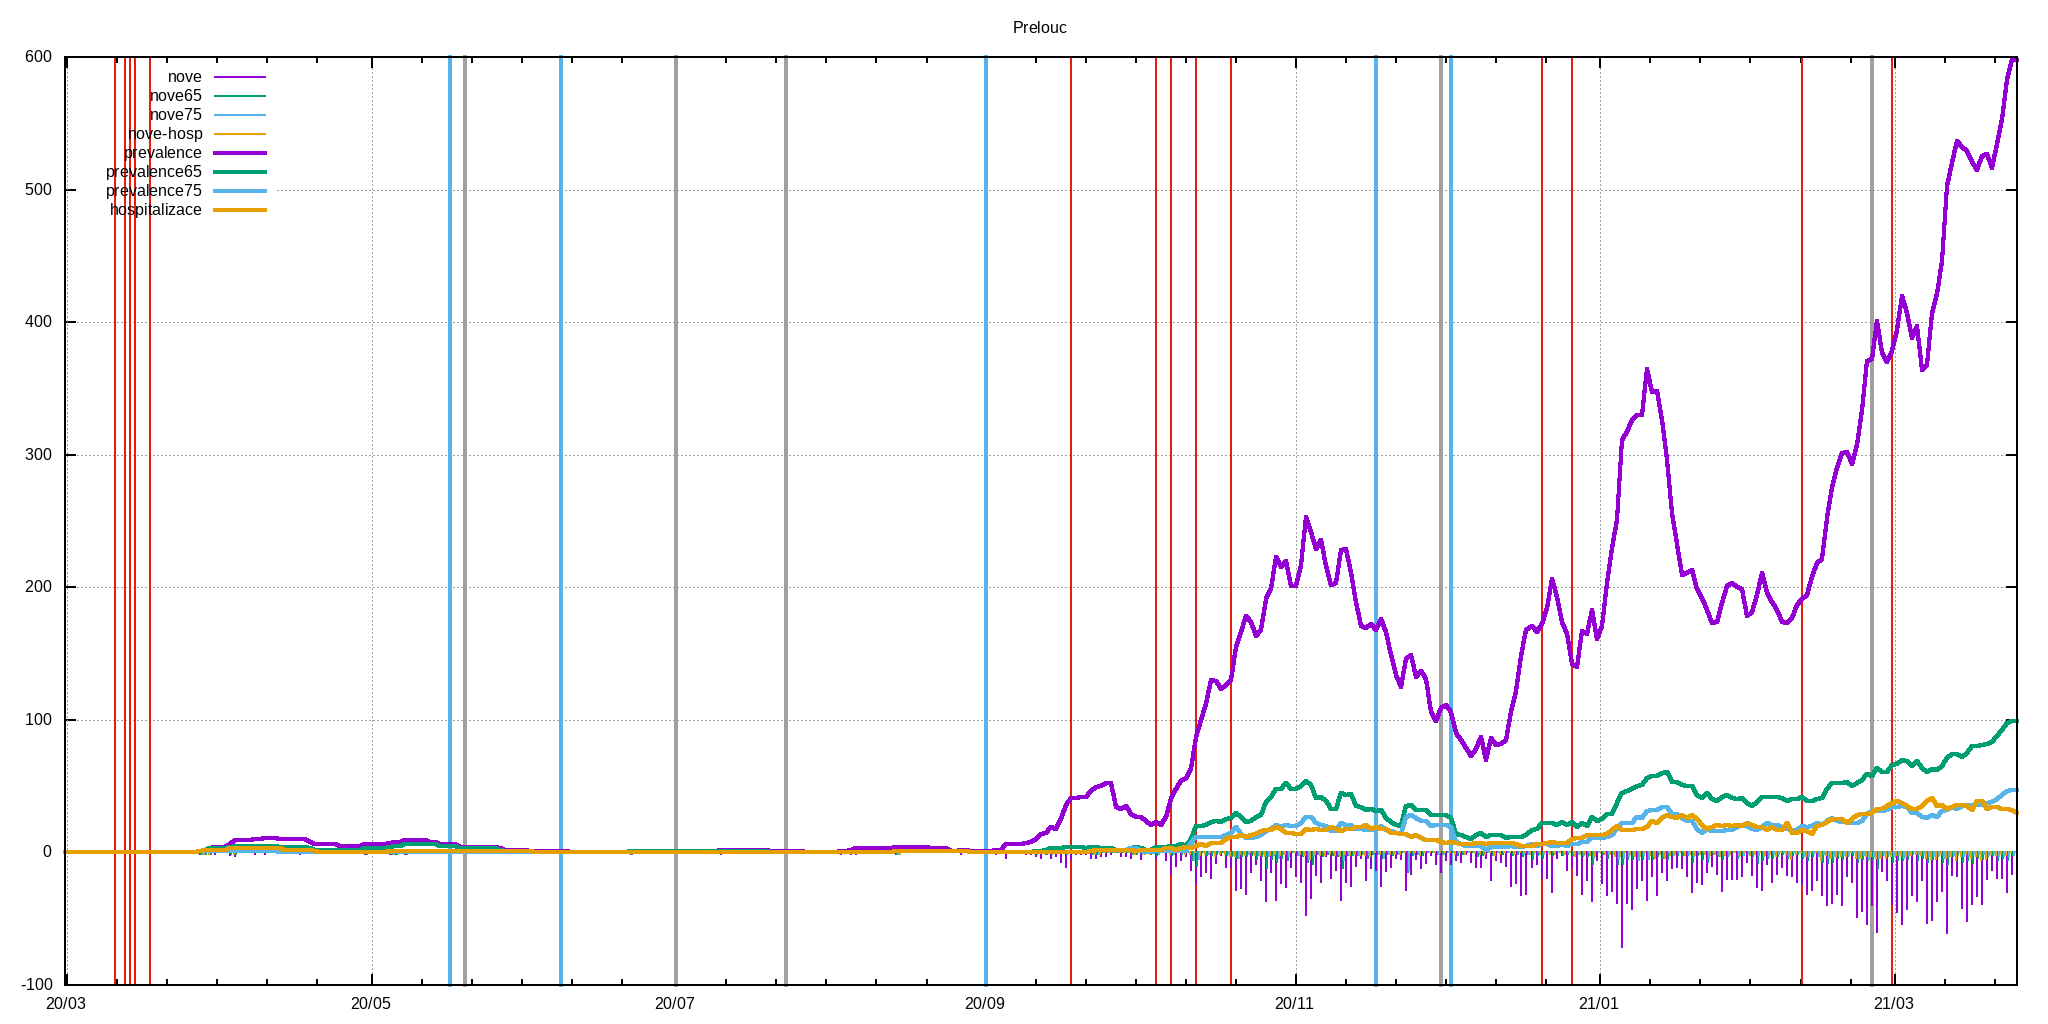 Prelouc
600
500
400
300
200
100
0
-100
nove
nove65
nove75
nove-hosp
prevalence
prevalence65
prevalence75
hospitalizace
20/03 20/05 20/07 20/09 20/11 21/01 21/03